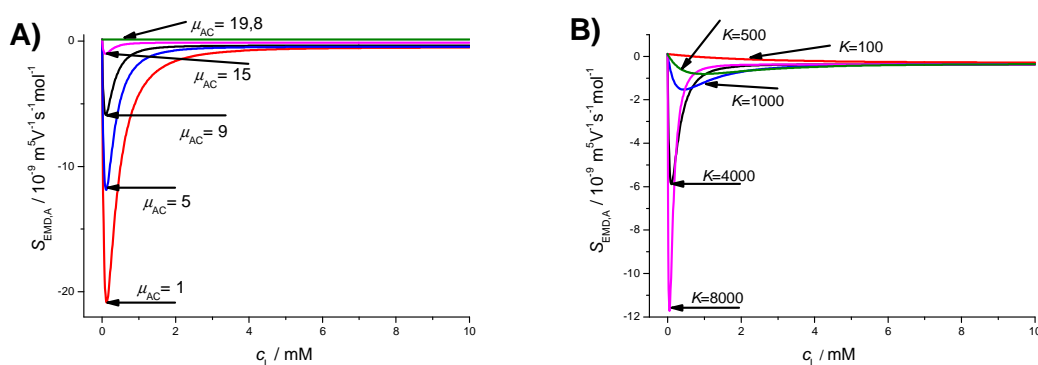 A)
μAC = 19,8
μAC = 15
μAC = 9
μAC = 5
μAC = 1
0
-10
-20
SEMD,A / 10⁻⁹ m⁵V⁻¹s⁻¹mol⁻¹
0 2 4 6 8 10
ci / mM
B)
K=500
K=100
K=1000
K=4000
K=8000
0
-2
-4
-6
-8
-10
-12
SEMD,A / 10⁻⁹ m⁵V⁻¹s⁻¹mol⁻¹
0 2 4 6 8 10
ci / mM